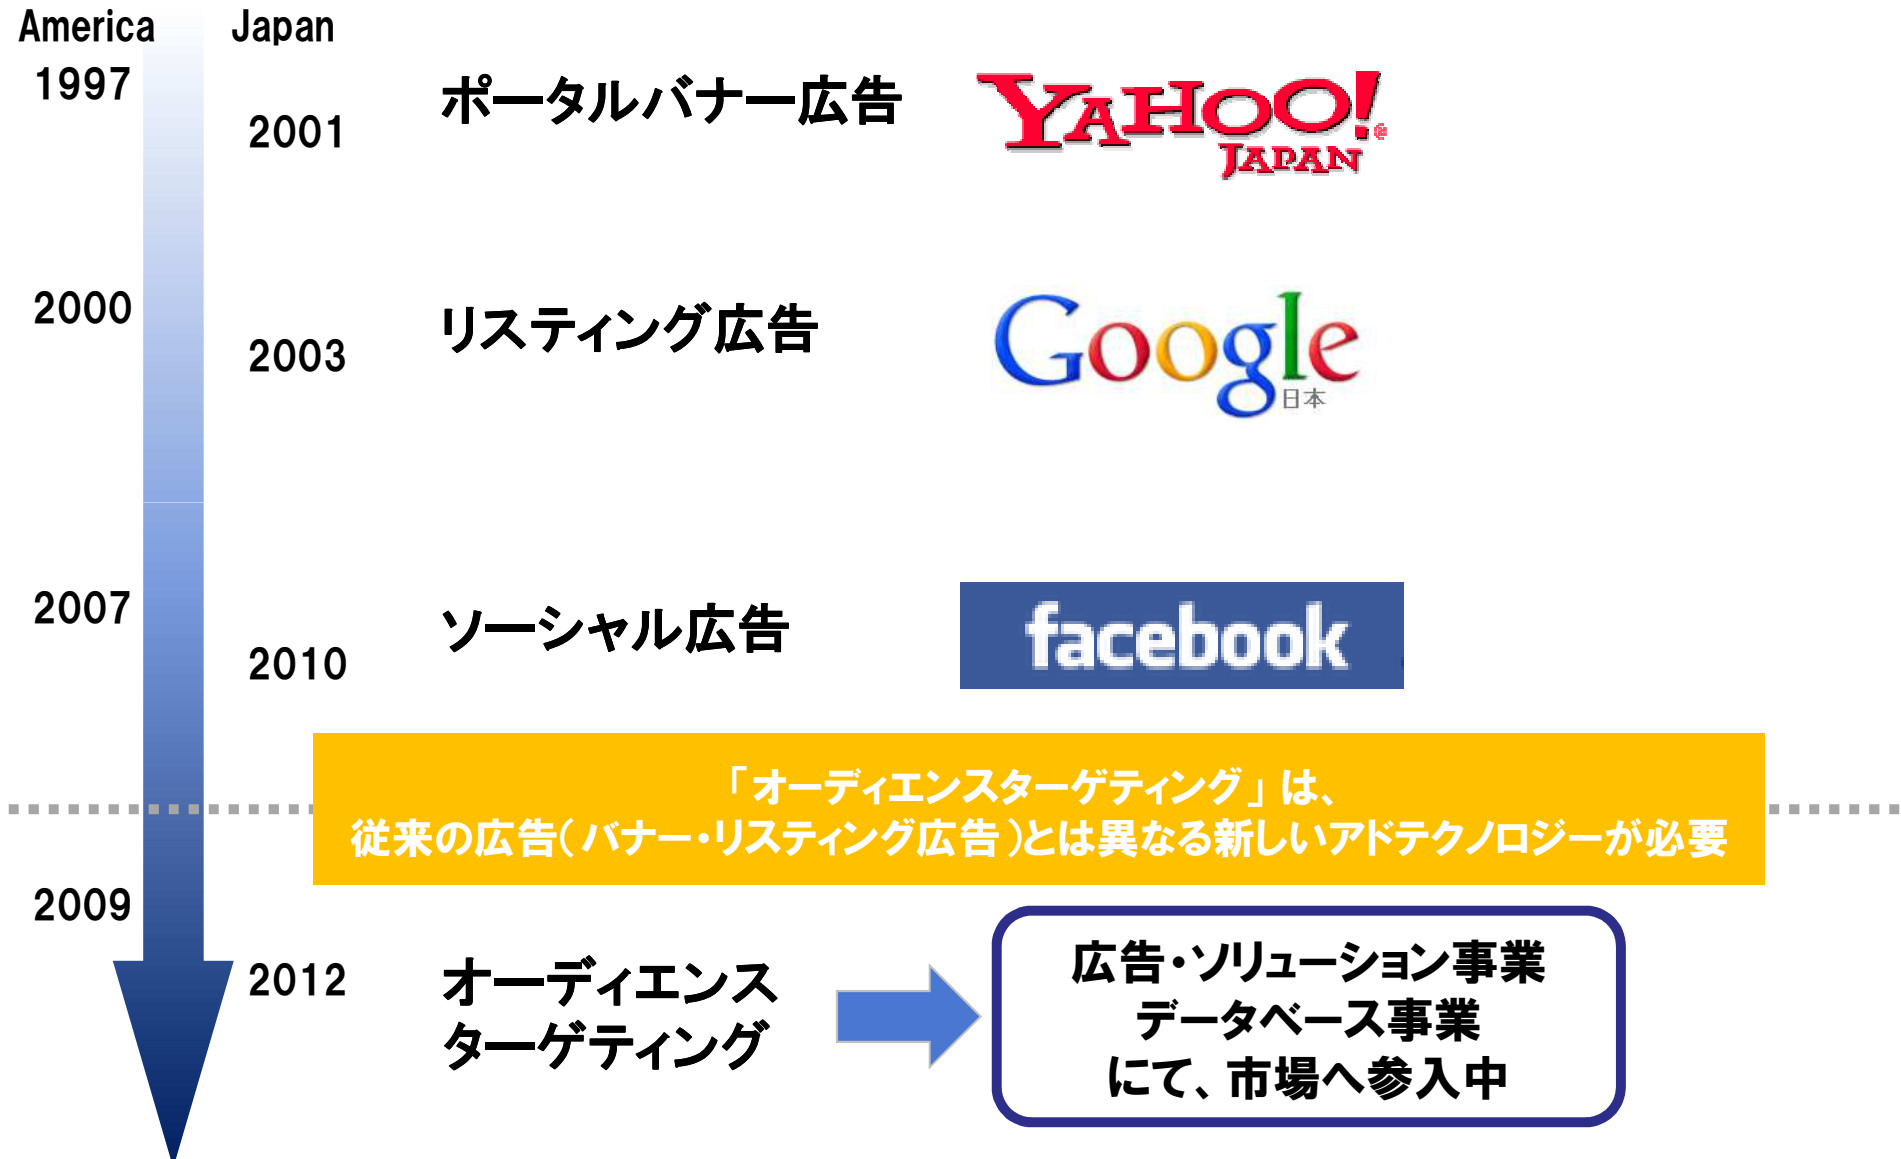 America Japan
1997
2001
ポータルバナー広告
YAHOO!
JAPAN
2000
2003
リスティング広告
Google
日本
2007
2010
ソーシャル広告
facebook
「オーディエンスターゲティング」は、
従来の広告(バナー・リスティング広告)とは異なる新しいアドテクノロジーが必要
2009
2012
オーディエンス
ターゲティング
広告・ソリューション事業
データベース事業
にて、市場へ参入中